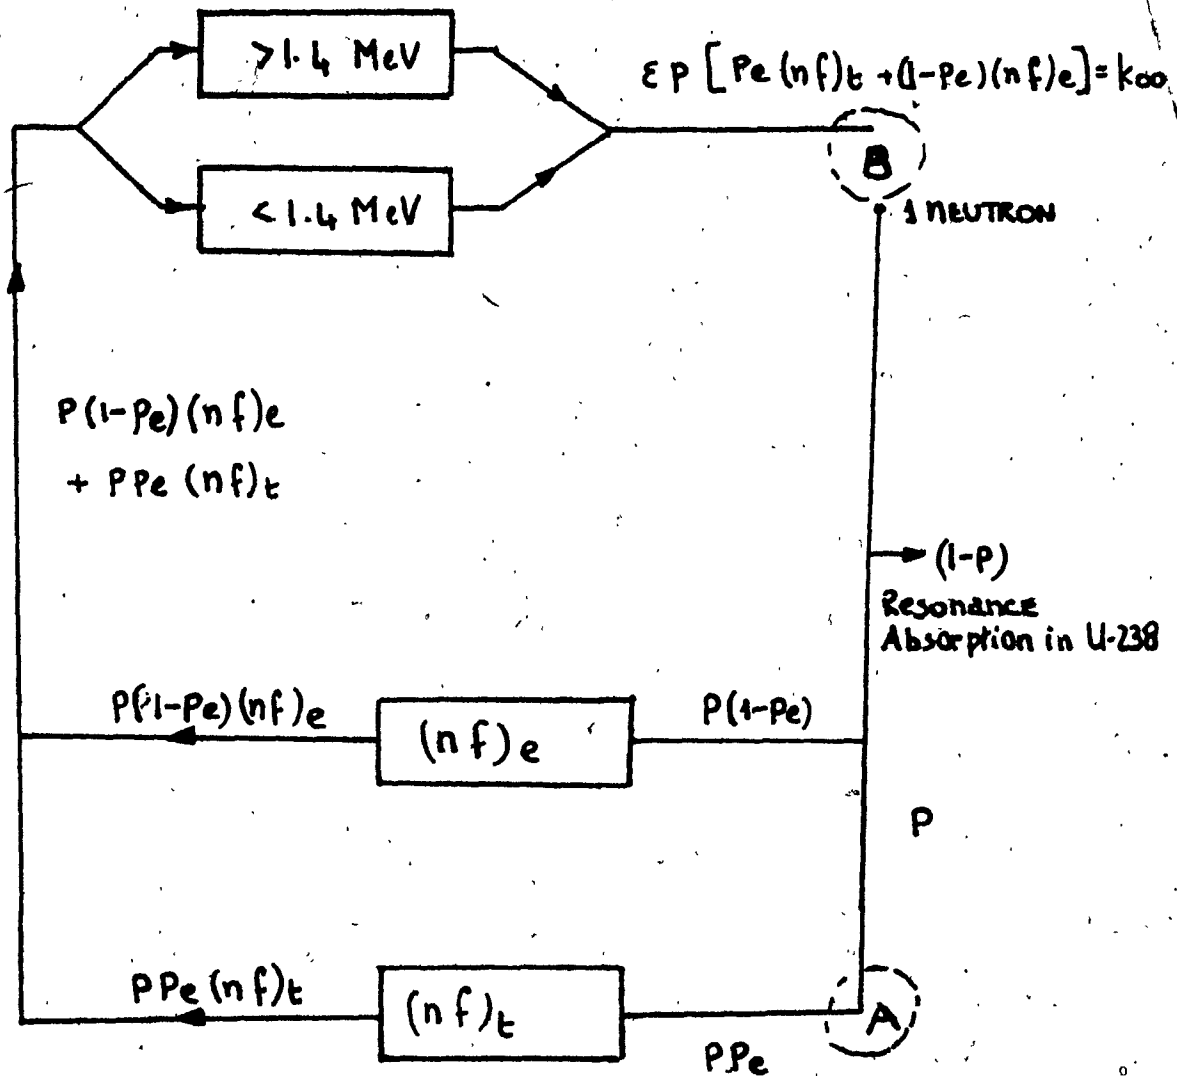 >1.4 MeV
εp [Pe(nf)t +(1-Pe)(nf)e]=k∞
B
<1.4 MeV
1 NEUTRON
P(1-Pe)(nf)e
+ PPe (nf)t
(1-P)
Resonance
Absorption in U-238
P(1-Pe)(nf)e
(nf)e
P(1-Pe)
P
PPe(nf)t
(nf)t
A
PPe